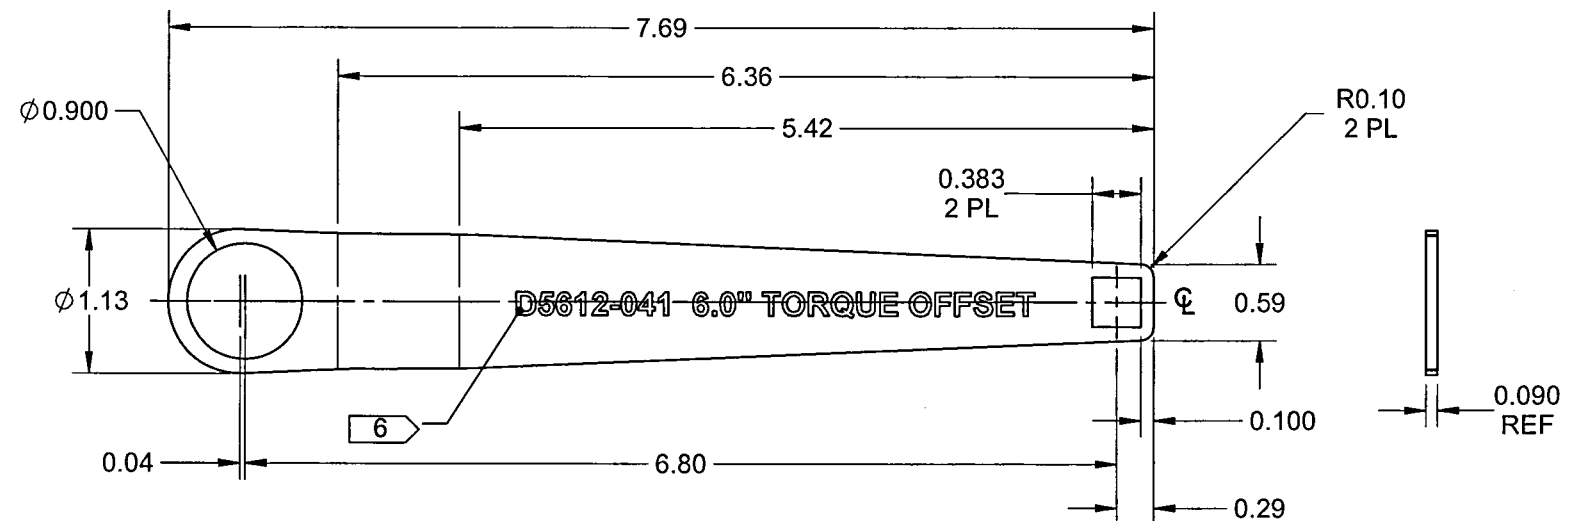 7.69
6.36
Ø0.900
R0.10
2 PL
5.42
0.383
2 PL
Ø1.13
D5612-041 6.0" TORQUE OFFSET
℄
0.59
0.090
REF
6
0.100
0.04
6.80
0.29